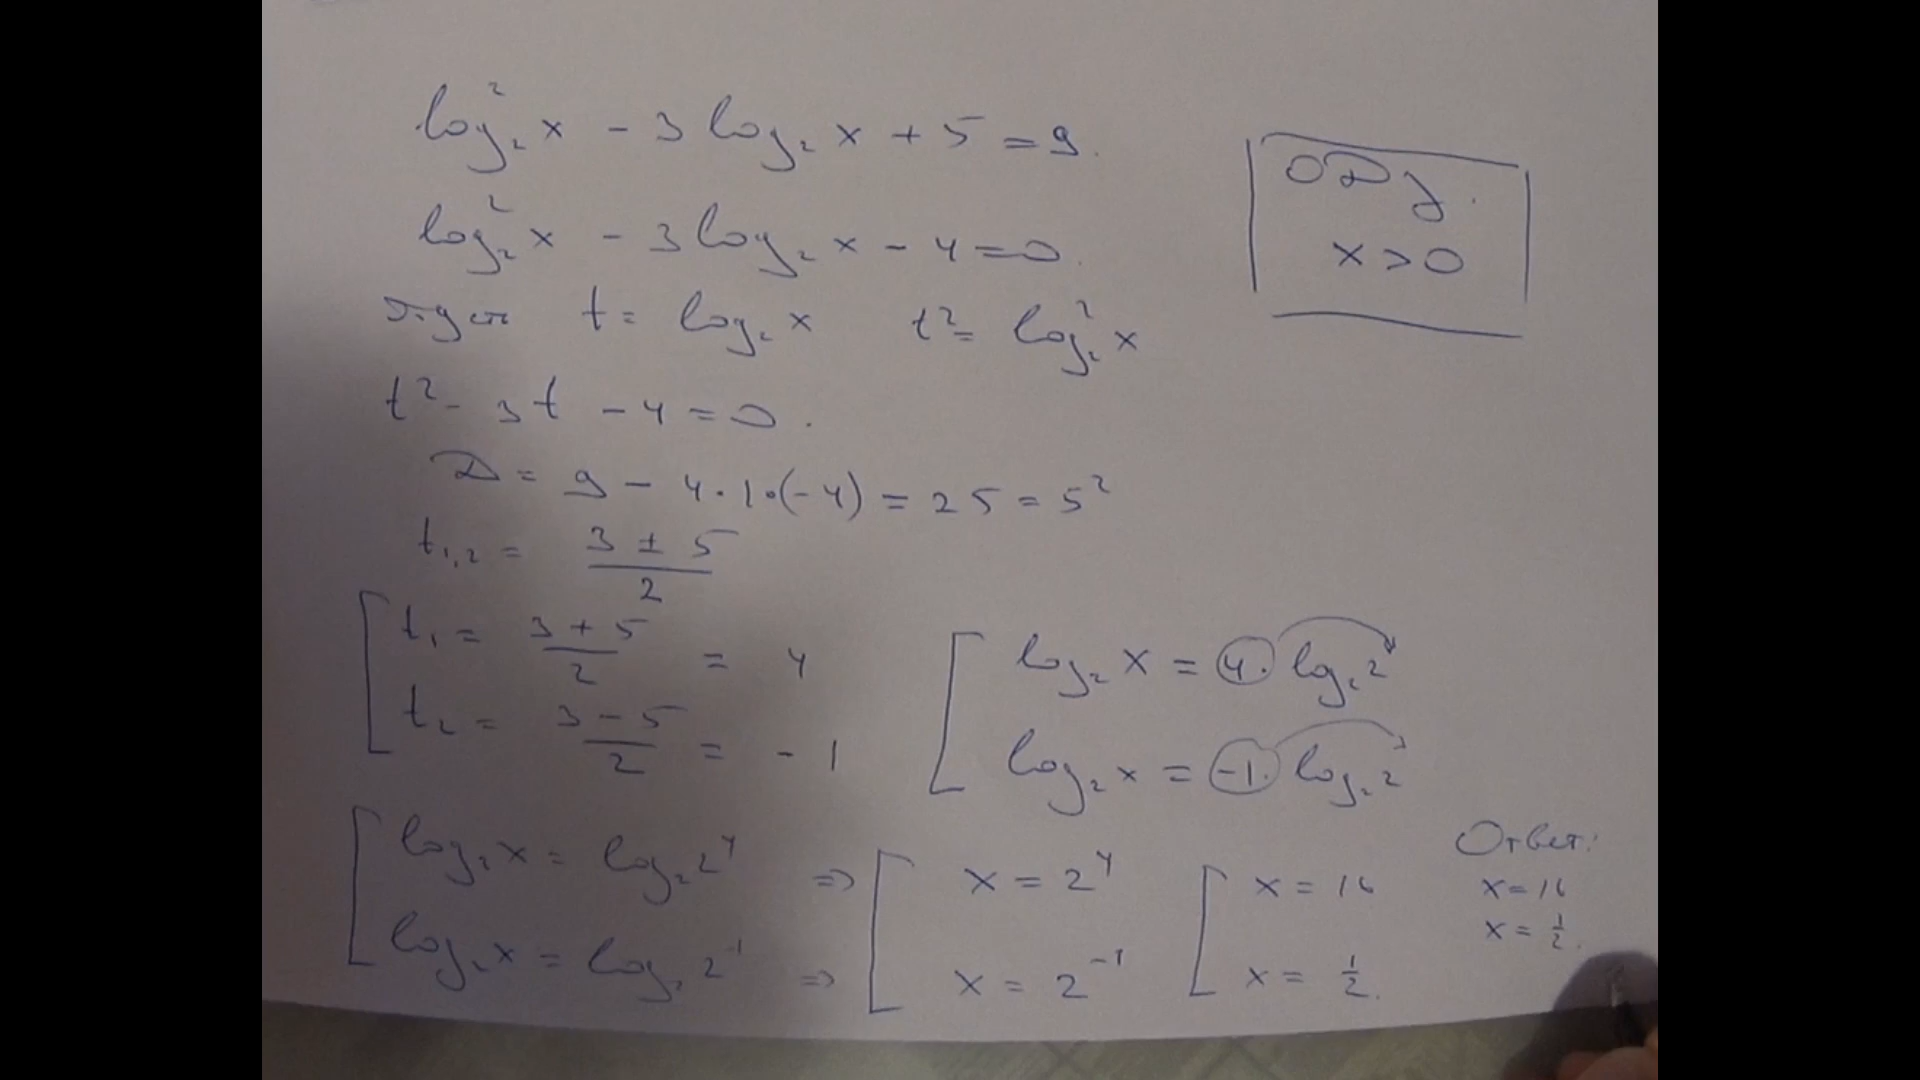 log₂²x - 3 log₂x + 5 = 9.
ОДЗ.
x > 0
log₂²x - 3 log₂x - 4 = 0.
Пусть t = log₂x t² = log₂²x
t² - 3t - 4 = 0.
D = 9 - 4·1·(-4) = 25 = 5²
t₁,₂ = (3 ± 5)/2
t₁ = (3 + 5)/2 = 4
t₂ = (3 - 5)/2 = -1
log₂x = 4·log₂2
log₂x = -1·log₂2
log₂x = log₂2⁴ => x = 2⁴
log₂x = log₂2⁻¹ => x = 2⁻¹
x = 16
x = 1/2.
Ответ:
x = 16
x = 1/2.